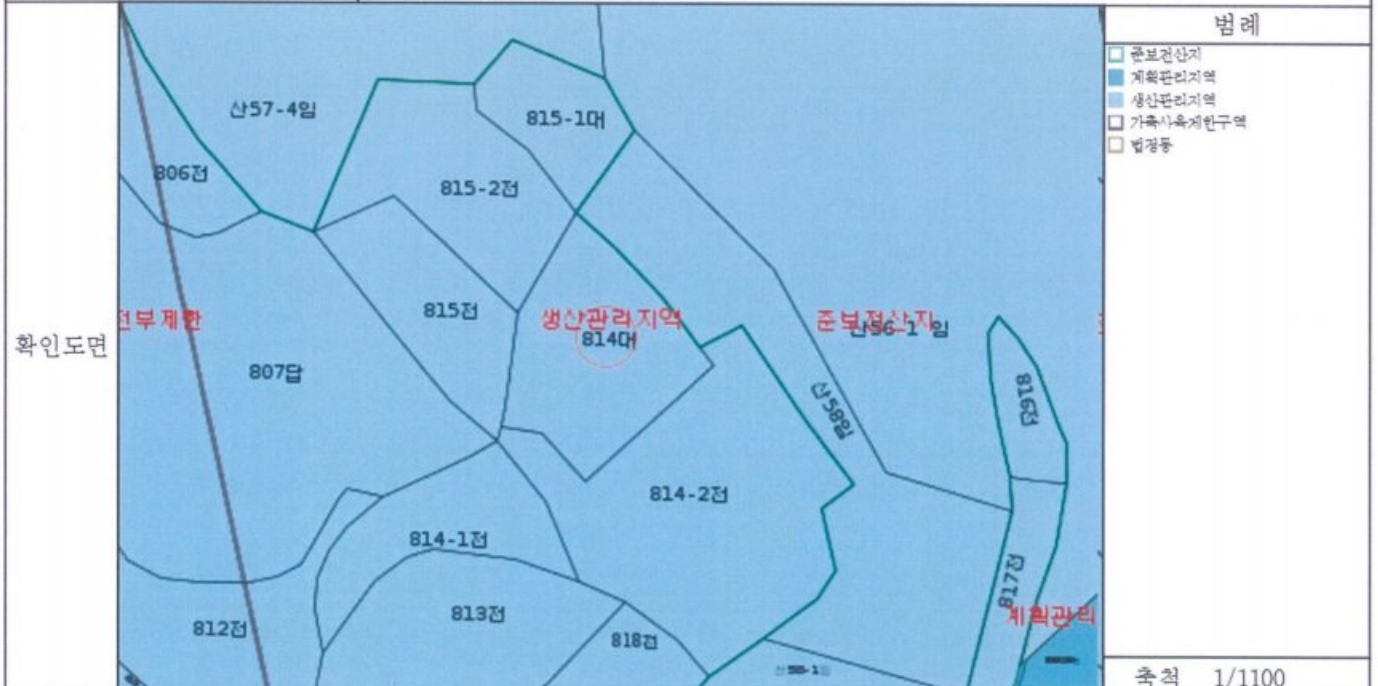 확인도면
산57-4임
815-1대
806전
815-2전
815전
전부제한
생산관리지역
814대
준보전산지
산56-1임
807답
산58임
816전
814-2전
814-1전
817전
813전
812전
818전
계획관리
범례
준보전산지
계획관리지역
생산관리지역
가축사육제한구역
법정동
축척 1/1100